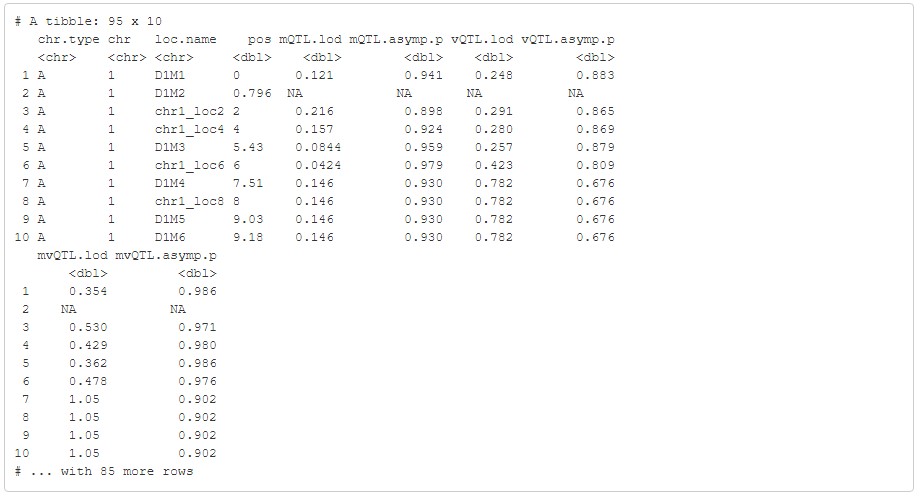 # A tibble: 95 x 10
chr.type chr loc.name pos mQTL.lod mQTL.asymp.p vQTL.lod vQTL.asymp.p
<chr> <chr> <chr> <dbl> <dbl> <dbl> <dbl> <dbl>
1 A 1 D1M1 0 0.121 0.941 0.248 0.883
2 A 1 D1M2 0.796 NA NA NA NA
3 A 1 chr1_loc2 2 0.216 0.898 0.291 0.865
4 A 1 chr1_loc4 4 0.157 0.924 0.280 0.869
5 A 1 D1M3 5.43 0.0844 0.959 0.257 0.879
6 A 1 chr1_loc6 6 0.0424 0.979 0.423 0.809
7 A 1 D1M4 7.51 0.146 0.930 0.782 0.676
8 A 1 chr1_loc8 8 0.146 0.930 0.782 0.676
9 A 1 D1M5 9.03 0.146 0.930 0.782 0.676
10 A 1 D1M6 9.18 0.146 0.930 0.782 0.676
mvQTL.lod mvQTL.asymp.p
<dbl> <dbl>
1 0.354 0.986
2 NA NA
3 0.530 0.971
4 0.429 0.980
5 0.362 0.986
6 0.478 0.976
7 1.05 0.902
8 1.05 0.902
9 1.05 0.902
10 1.05 0.902
# ... with 85 more rows